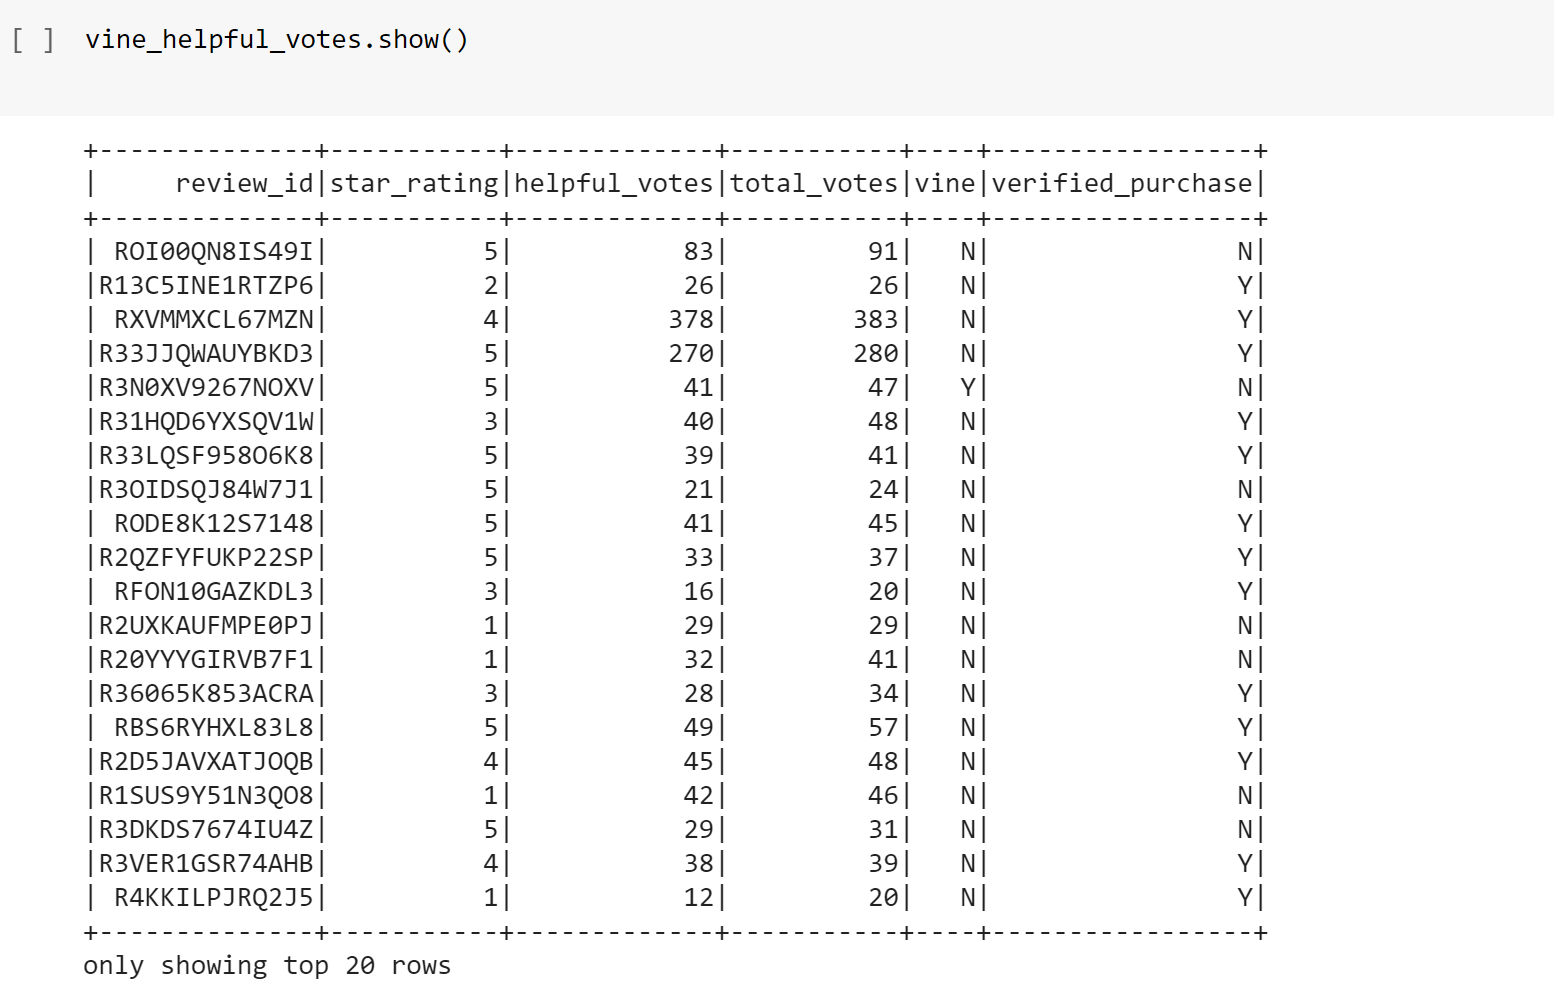 [ ] vine_helpful_votes.show()
+--------------+-----------+-------------+-----------+----+-----------------+
|     review_id|star_rating|helpful_votes|total_votes|vine|verified_purchase|
+--------------+-----------+-------------+-----------+----+-----------------+
| ROI00QN8IS49I|          5|           83|         91|   N|                N|
|R13C5INE1RTZP6|          2|           26|         26|   N|                Y|
| RXVMMXCL67MZN|          4|          378|        383|   N|                Y|
|R33JJQWAUYBKD3|          5|          270|        280|   N|                Y|
|R3N0XV9267NOXV|          5|           41|         47|   Y|                N|
|R31HQD6YXSQV1W|          3|           40|         48|   N|                Y|
|R33LQSF958O6K8|          5|           39|         41|   N|                Y|
|R3OIDSQJ84W7J1|          5|           21|         24|   N|                N|
| RODE8K12S7148|          5|           41|         45|   N|                Y|
|R2QZFYFUKP22SP|          5|           33|         37|   N|                Y|
| RFON10GAZKDL3|          3|           16|         20|   N|                Y|
|R2UXKAUFMPE0PJ|          1|           29|         29|   N|                N|
|R20YYYGIRVB7F1|          1|           32|         41|   N|                N|
|R36065K853ACRA|          3|           28|         34|   N|                Y|
| RBS6RYHXL83L8|          5|           49|         57|   N|                Y|
|R2D5JAVXATJOQB|          4|           45|         48|   N|                Y|
|R1SUS9Y51N3QO8|          1|           42|         46|   N|                N|
|R3DKDS7674IU4Z|          5|           29|         31|   N|                N|
|R3VER1GSR74AHB|          4|           38|         39|   N|                Y|
| R4KKILPJRQ2J5|          1|           12|         20|   N|                Y|
+--------------+-----------+-------------+-----------+----+-----------------+
only showing top 20 rows